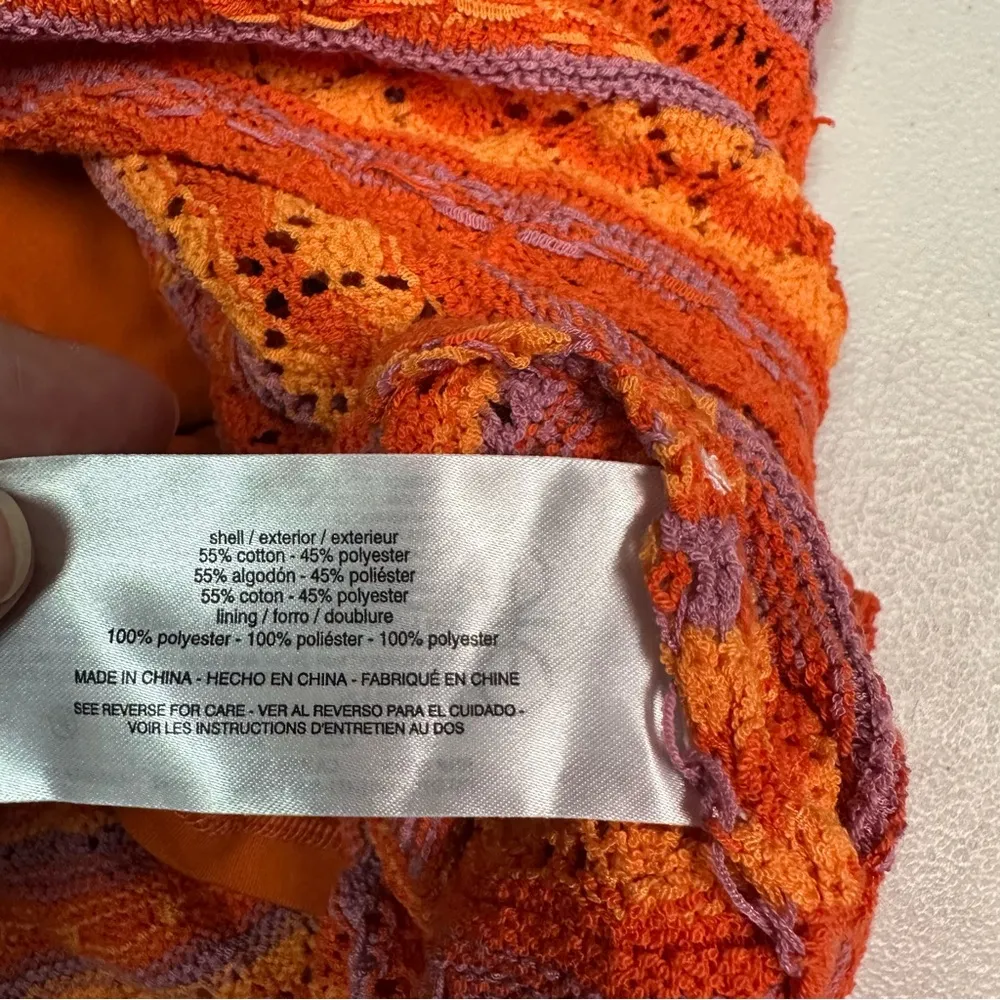 shell / exterior / exterieur
55% cotton - 45% polyester
55% algodón - 45% poliéster
55% coton - 45% polyester
lining / forro / doublure
100% polyester - 100% poliéster - 100% polyester
MADE IN CHINA - HECHO EN CHINA - FABRIQUÉ EN CHINE
SEE REVERSE FOR CARE - VER AL REVERSO PARA EL CUIDADO -
VOIR LES INSTRUCTIONS D'ENTRETIEN AU DOS